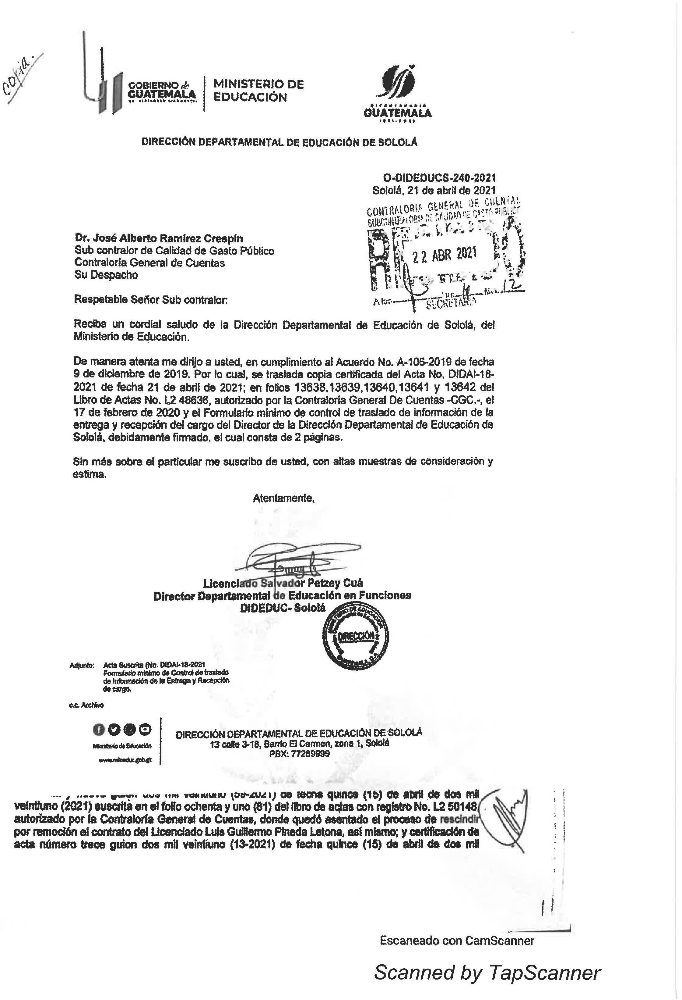 copia.
GOBIERNO de
GUATEMALA
DR. ALEJANDRO GIAMMATTEI
MINISTERIO DE
EDUCACIÓN
BICENTENARIO
GUATEMALA
1821-2021
DIRECCIÓN DEPARTAMENTAL DE EDUCACIÓN DE SOLOLÁ
O-DIDEDUCS-240-2021
Sololá, 21 de abril de 2021
CONTRALORIA GENERAL DE CUENTAS
SUBCONTRALORIA DE CALIDAD DE GASTO PUBLICO
22 ABR 2021
A las Hrs. 11 Min. 12
SECRETARIA
Dr. José Alberto Ramírez Crespín
Sub contralor de Calidad de Gasto Público
Contraloría General de Cuentas
Su Despacho
Respetable Señor Sub contralor:
Reciba un cordial saludo de la Dirección Departamental de Educación de Sololá, del
Ministerio de Educación.
De manera atenta me dirijo a usted, en cumplimiento al Acuerdo No. A-106-2019 de fecha
9 de diciembre de 2019. Por lo cual, se traslada copia certificada del Acta No. DIDAI-18-
2021 de fecha 21 de abril de 2021; en folios 13638,13639,13640,13641 y 13642 del
Libro de Actas No. L2 48636, autorizado por la Contraloría General De Cuentas -CGC.-, el
17 de febrero de 2020 y el Formulario mínimo de control de traslado de información de la
entrega y recepción del cargo del Director de la Dirección Departamental de Educación de
Sololá, debidamente firmado, el cual consta de 2 páginas.
Sin más sobre el particular me suscribo de usted, con altas muestras de consideración y
estima.
Atentamente,
Licenciado Salvador Petzey Cuá
Director Departamental de Educación en Funciones
DIDEDUC- Sololá
MINISTERIO DE EDUCACIÓN
DIRECCIÓN
GUATEMALA, C.A.
Adjunto: Acta Suscrita (No. DIDAI-18-2021
Formulario mínimo de Control de traslado
de Información de la Entrega y Recepción
de cargo.
c.c. Archivo
Ministerio de Educación
www.mineduc.gob.gt
DIRECCIÓN DEPARTAMENTAL DE EDUCACIÓN DE SOLOLÁ
13 calle 3-18, Barrio El Carmen, zona 1, Sololá
PBX: 77289999
guion dos mil veintiuno (39-2021) de fecha quince (15) de abril de dos mil
veintiuno (2021) suscrita en el folio ochenta y uno (81) del libro de actas con registro No. L2 50148,
autorizado por la Contraloría General de Cuentas, donde quedó asentado el proceso de rescindir
por remoción el contrato del Licenciado Luis Guillermo Pineda Letona, así mismo; y certificación de
acta número trece guion dos mil veintiuno (13-2021) de fecha quince (15) de abril de dos mil
Escaneado con CamScanner
Scanned by TapScanner